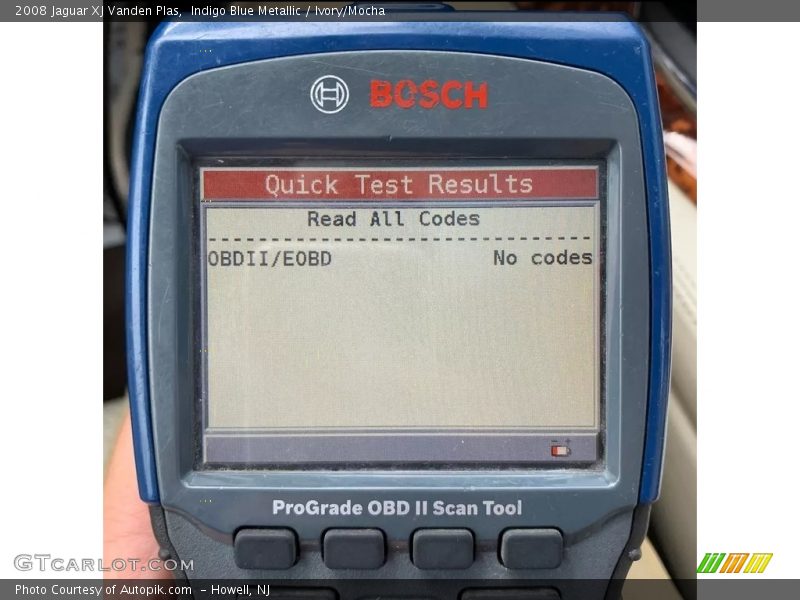 2008 Jaguar XJ Vanden Plas, Indigo Blue Metallic / Ivory/Mocha
BOSCH
Quick Test Results
Read All Codes
OBDII/EOBD No codes
ProGrade OBD II Scan Tool
GTCARLOT.COM
Photo Courtesy of Autopik.com - Howell, NJ